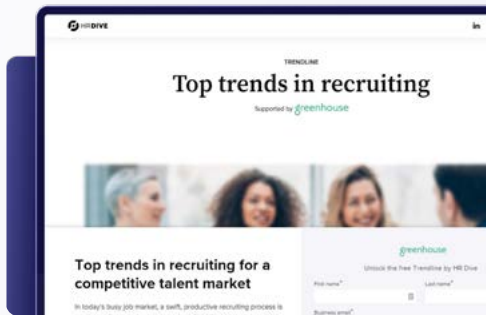 HRDIVE
in
TRENDLINE
Top trends in recruiting
Supported by greenhouse
Top trends in recruiting for a
competitive talent market
In today's busy job market, a swift, productive recruiting process is
greenhouse
Unlock the free Trendline by HR Dive
First name*
Last name*
Business email*